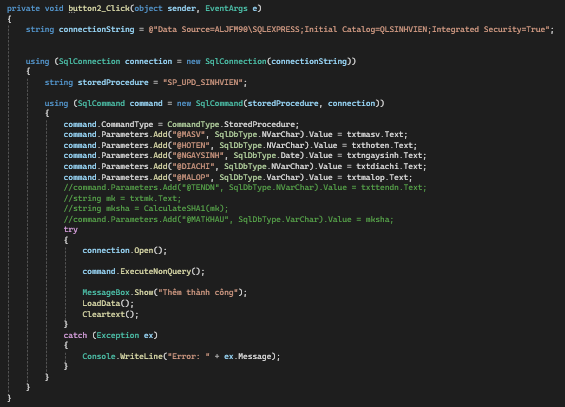 private void button2_Click(object sender, EventArgs e)
{
string connectionString = @"Data Source=ALJFM90\SQLEXPRESS;Initial Catalog=QLSINHVIEN;Integrated Security=True";
using (SqlConnection connection = new SqlConnection(connectionString))
{
string storedProcedure = "SP_UPD_SINHVIEN";
using (SqlCommand command = new SqlCommand(storedProcedure, connection))
{
command.CommandType = CommandType.StoredProcedure;
command.Parameters.Add("@MASV", SqlDbType.NVarChar).Value = txtmasv.Text;
command.Parameters.Add("@HOTEN", SqlDbType.NVarChar).Value = txthoten.Text;
command.Parameters.Add("@NGAYSINH", SqlDbType.Date).Value = txtngaysinh.Text;
command.Parameters.Add("@DIACHI", SqlDbType.NVarChar).Value = txtdiachi.Text;
command.Parameters.Add("@MALOP", SqlDbType.VarChar).Value = txtmalop.Text;
//command.Parameters.Add("@TENDN", SqlDbType.NVarChar).Value = txttendn.Text;
//string mk = txtmk.Text;
//string mksha = CalculateSHA1(mk);
//command.Parameters.Add("@MATKHAU", SqlDbType.VarChar).Value = mksha;
try
{
connection.Open();
command.ExecuteNonQuery();
MessageBox.Show("Thêm thành công");
LoadData();
Cleartext();
}
catch (Exception ex)
{
Console.WriteLine("Error: " + ex.Message);
}
}
}
}